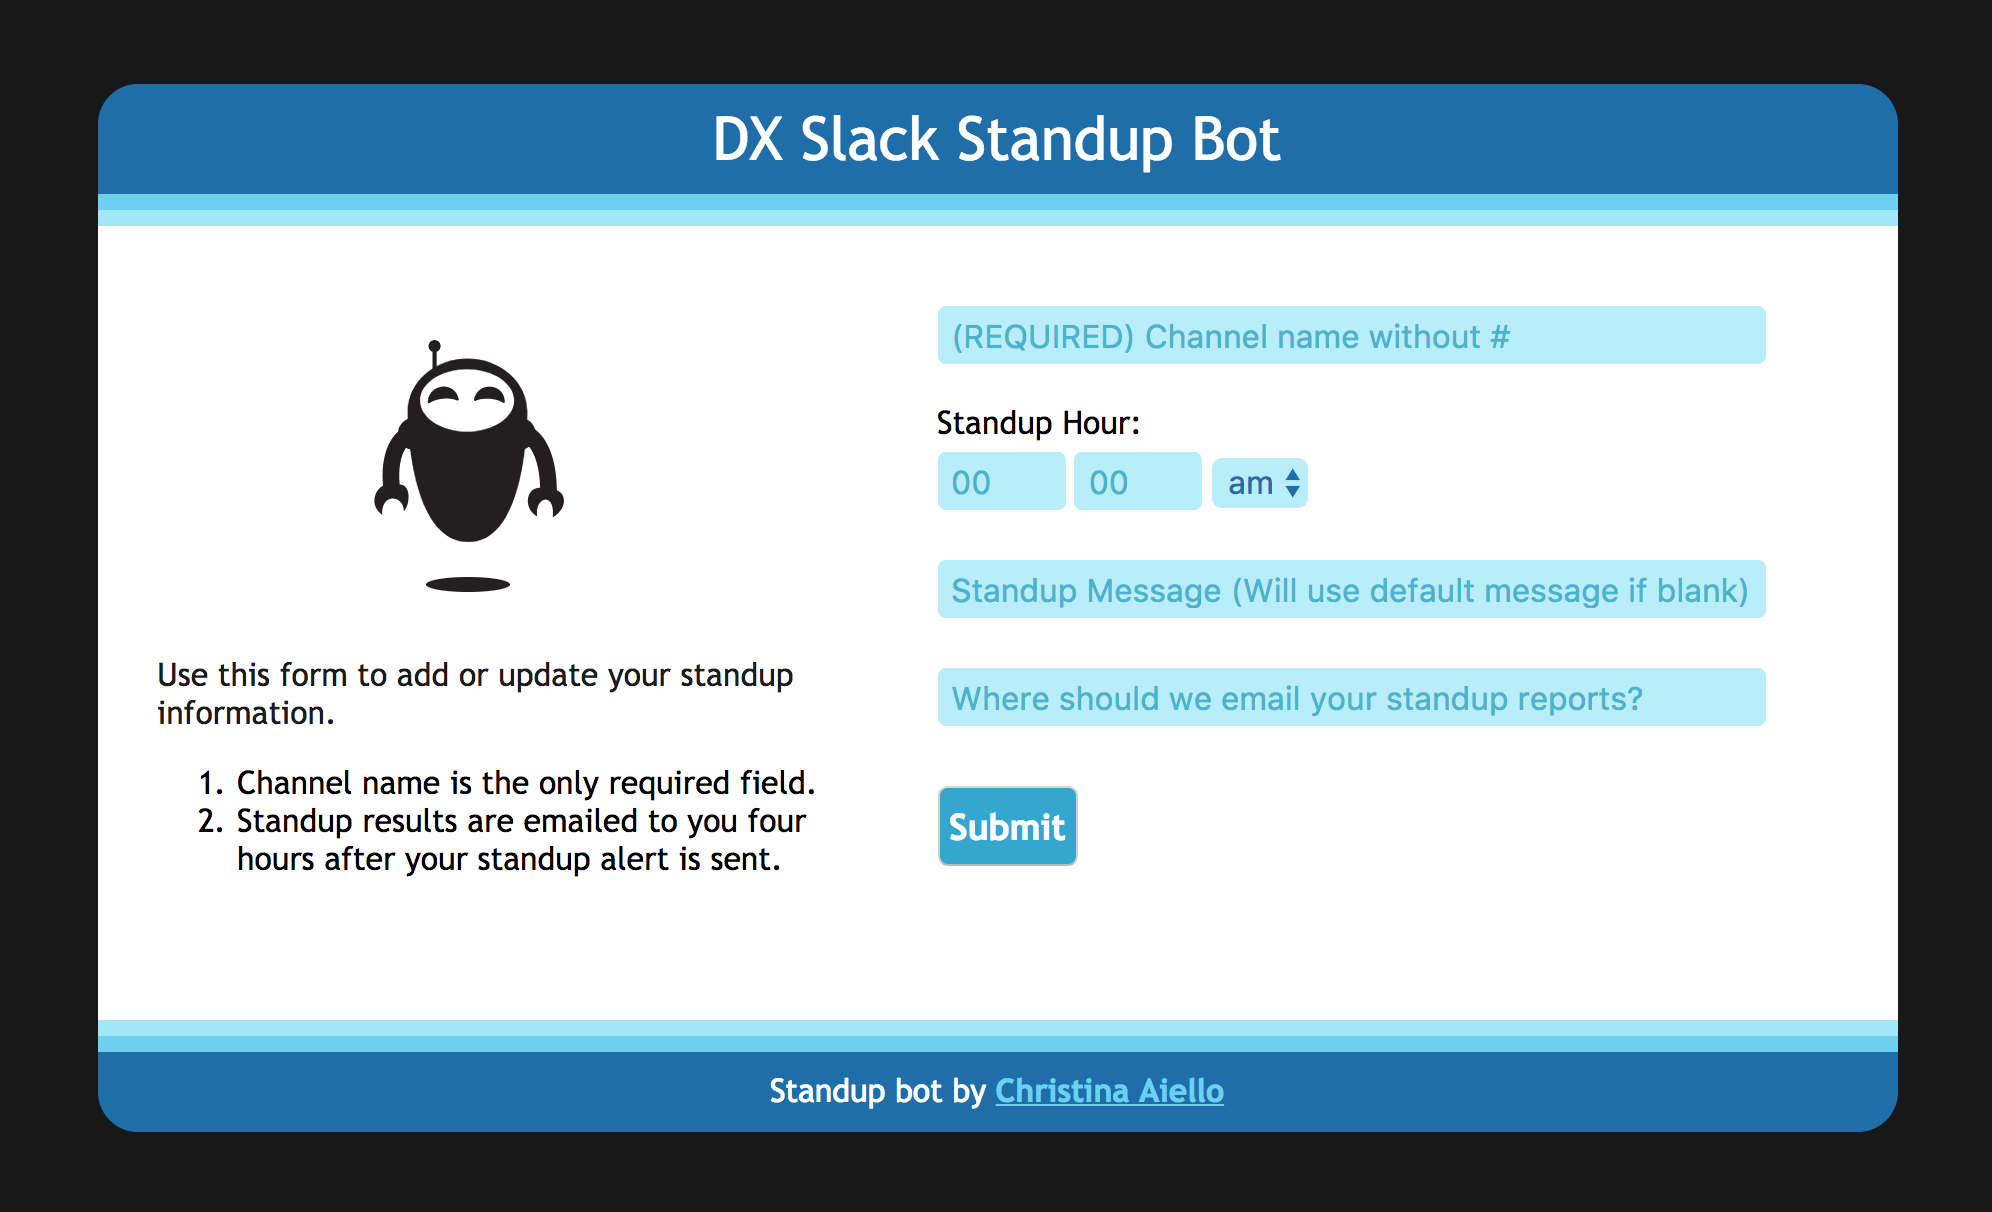 DX Slack Standup Bot
Use this form to add or update your standup
information.
1. Channel name is the only required field.
2. Standup results are emailed to you four
hours after your standup alert is sent.
(REQUIRED) Channel name without #
Standup Hour:
00 00 am
Standup Message (Will use default message if blank)
Where should we email your standup reports?
Submit
Standup bot by Christina Aiello